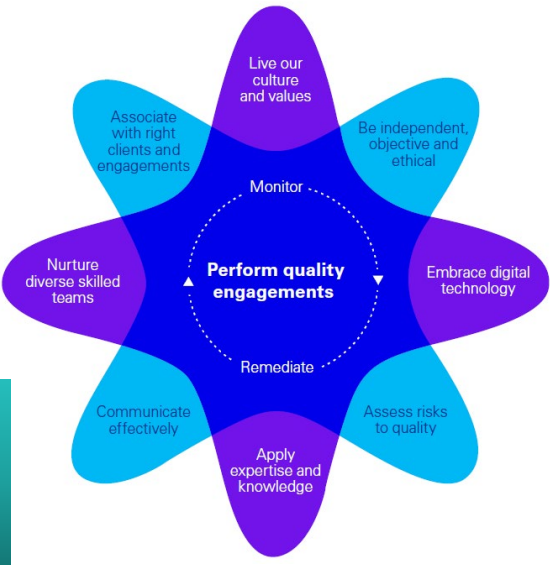 Live our
culture
and values
Be independent,
objective and
ethical
Embrace digital
technology
Assess risks
to quality
Apply
expertise and
knowledge
Communicate
effectively
Nurture
diverse skilled
teams
Associate
with right
clients and
engagements
Monitor
Perform quality
engagements
Remediate